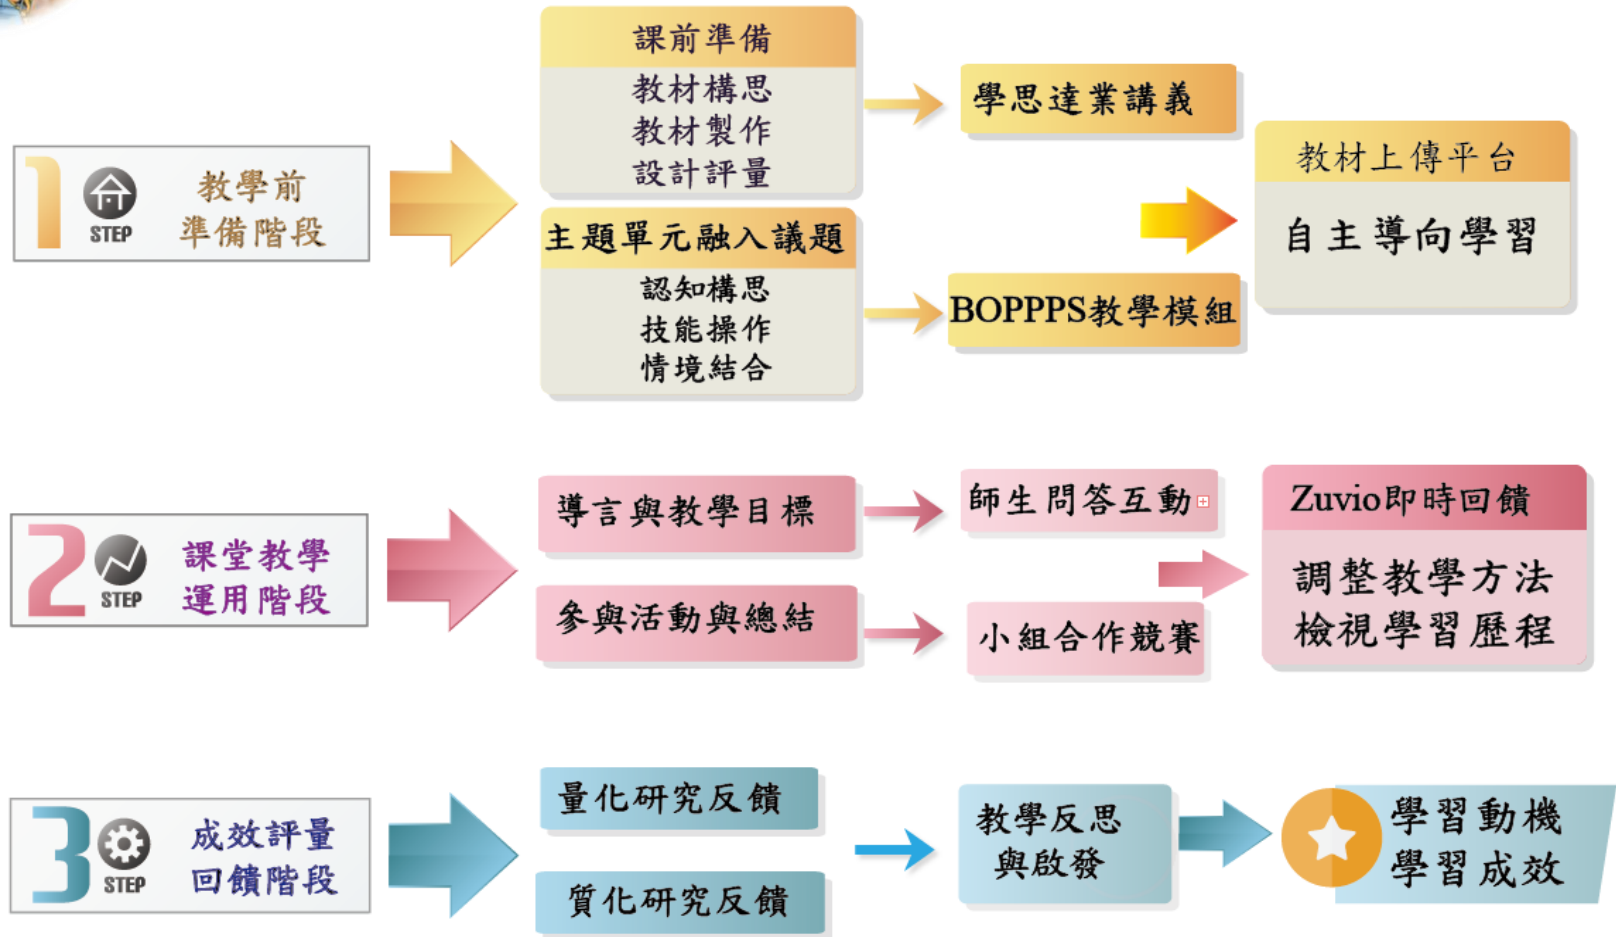 1
STEP
教學前
準備階段
課前準備
教材構思
教材製作
設計評量
主題單元融入議題
認知構思
技能操作
情境結合
學思達業講義
BOPPPS教學模組
教材上傳平台
自主導向學習
2
STEP
課堂教學
運用階段
導言與教學目標
參與活動與總結
師生問答互動
小組合作競賽
Zuvio即時回饋
調整教學方法
檢視學習歷程
3
STEP
成效評量
回饋階段
量化研究反饋
質化研究反饋
教學反思
與啟發
學習動機
學習成效